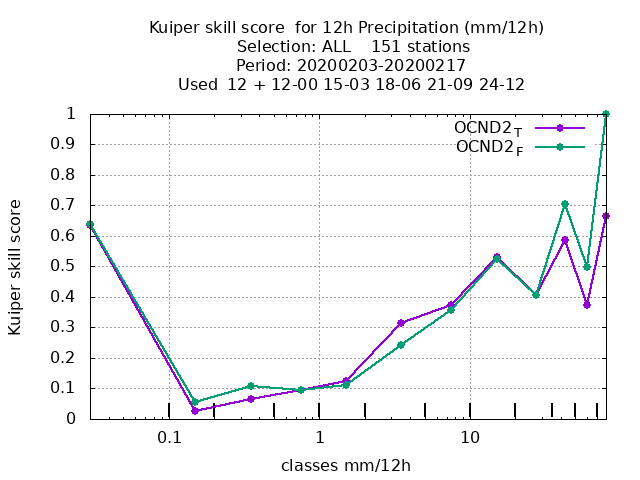 Kuiper skill score  for 12h Precipitation (mm/12h)
Selection: ALL    151 stations
Period: 20200203-20200217
Used  12 + 12-00 15-03 18-06 21-09 24-12
OCND2_T
OCND2_F
1
0.9
0.8
0.7
0.6
0.5
0.4
0.3
0.2
0.1
0
Kuiper skill score
0.1 1 10
classes mm/12h